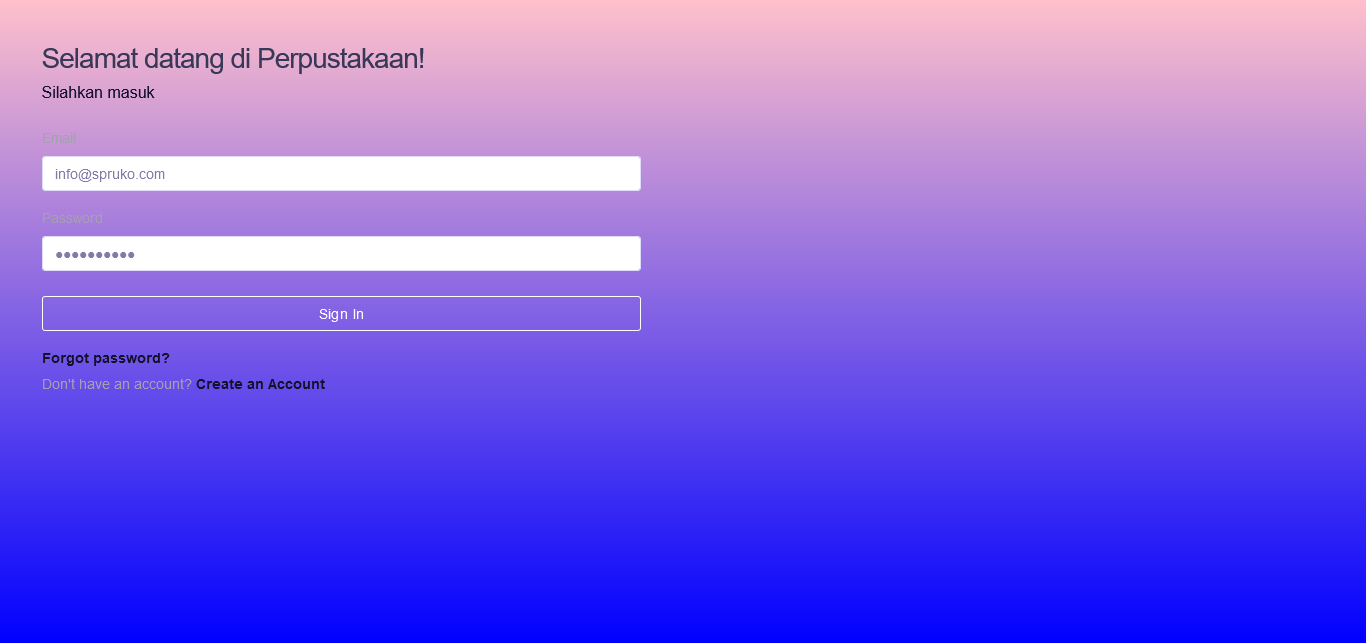 Selamat datang di Perpustakaan!
Silahkan masuk
Email
info@spruko.com
Password
●●●●●●●●●●
Sign In
Forgot password?
Don't have an account? Create an Account